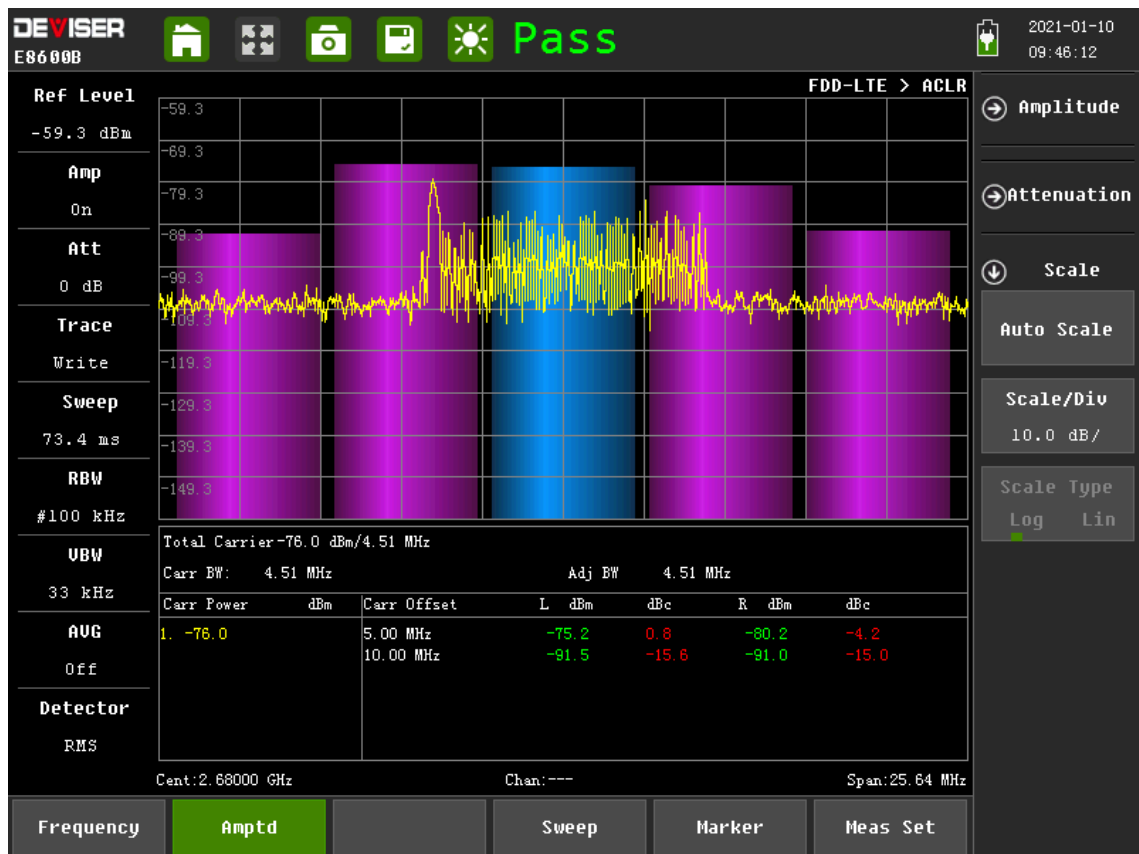 DEVISER
E8600B
Pass
2021-01-10
09:46:12
FDD-LTE > ACLR
Ref Level
-59.3 dBm
Amp
On
Att
0 dB
Trace
Write
Sweep
73.4 ms
RBW
#100 kHz
VBW
33 kHz
AVG
Off
Detector
RMS
-59.3
-69.3
-79.3
-89.3
-99.3
-109.3
-119.3
-129.3
-139.3
-149.3
Total Carrier-76.0 dBm/4.51 MHz
Carr BW: 4.51 MHz Adj BW 4.51 MHz
Carr Power dBm Carr Offset L dBm dBc R dBm dBc
1. -76.0 5.00 MHz -75.2 0.8 -80.2 -4.2
10.00 MHz -91.5 -15.6 -91.0 -15.0
Cent:2.68000 GHz Chan:--- Span:25.64 MHz
Amplitude
Attenuation
Scale
Auto Scale
Scale/Div
10.0 dB/
Scale Type
Log Lin
Frequency Amptd Sweep Marker Meas Set